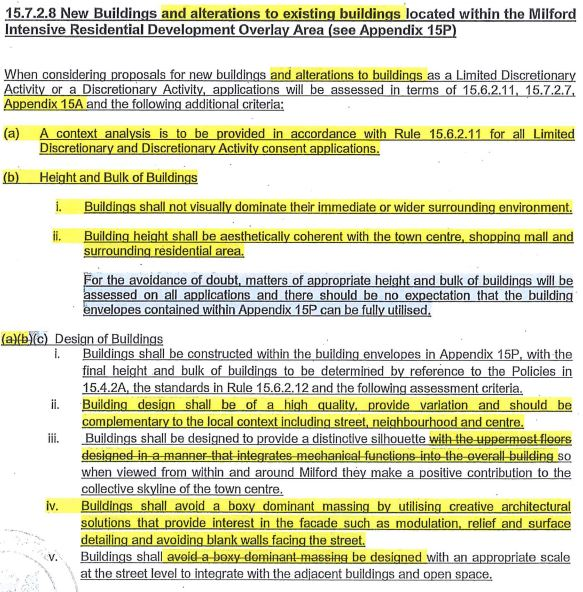 15.7.2.8 New Buildings and alterations to existing buildings located within the Milford
Intensive Residential Development Overlay Area (see Appendix 15P)
When considering proposals for new buildings and alterations to buildings as a Limited Discretionary
Activity or a Discretionary Activity, applications will be assessed in terms of 15.6.2.11, 15.7.2.7,
Appendix 15A and the following additional criteria:
(a) A context analysis is to be provided in accordance with Rule 15.6.2.11 for all Limited
Discretionary and Discretionary Activity consent applications.
(b) Height and Bulk of Buildings
i. Buildings shall not visually dominate their immediate or wider surrounding environment.
ii. Building height shall be aesthetically coherent with the town centre, shopping mall and
surrounding residential area.
For the avoidance of doubt, matters of appropriate height and bulk of buildings will be
assessed on all applications and there should be no expectation that the building
envelopes contained within Appendix 15P can be fully utilised.
(a)(b)(c) Design of Buildings
i. Buildings shall be constructed within the building envelopes in Appendix 15P, with the
final height and bulk of buildings to be determined by reference to the Policies in
15.4.2A, the standards in Rule 15.6.2.12 and the following assessment criteria.
ii. Building design shall be of a high quality, provide variation and should be
complementary to the local context including street, neighbourhood and centre.
iii. Buildings shall be designed to provide a distinctive silhouette with the uppermost floors
designed in a manner that integrates mechanical functions into the overall building so
when viewed from within and around Milford they make a positive contribution to the
collective skyline of the town centre.
iv. Buildings shall avoid a boxy dominant massing by utilising creative architectural
solutions that provide interest in the facade such as modulation, relief and surface
detailing and avoiding blank walls facing the street.
v. Buildings shall avoid a boxy dominant massing be designed with an appropriate scale
at the street level to integrate with the adjacent buildings and open space.